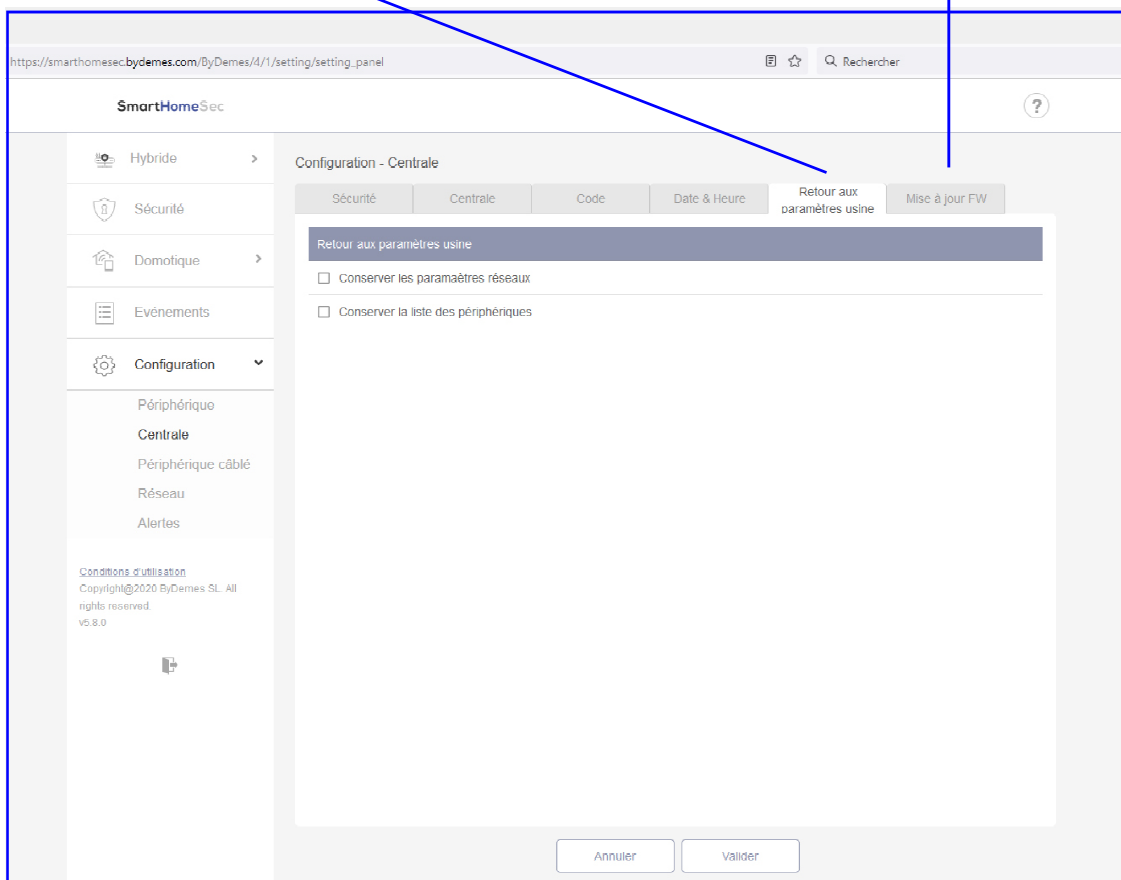 https://smarthomesec.bydemes.com/ByDemes/4/1/setting/setting_panel
Rechercher
SmartHomeSec
?
Hybride
Sécurité
Domotique
Evénements
Configuration
Périphérique
Centrale
Périphérique câblé
Réseau
Alertes
Conditions d'utilisation
Copyright@2020 ByDemes SL. All
rights reserved.
v5.8.0
Configuration - Centrale
Sécurité
Centrale
Code
Date & Heure
Retour aux
paramètres usine
Mise à jour FW
Retour aux paramètres usine
Conserver les paramaètres réseaux
Conserver la liste des périphériques
Annuler
Valider